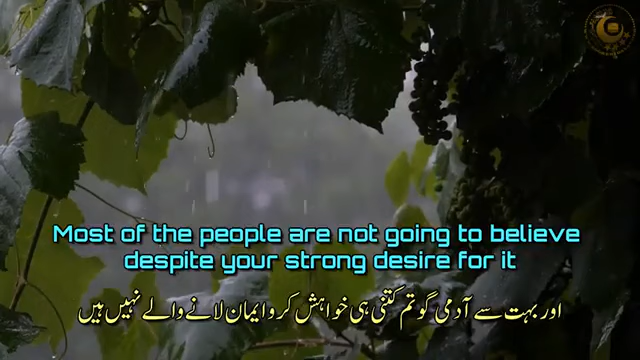 Most of the people are not going to believe
despite your strong desire for it
اور بہت سے آدمی گو تم کتنی ہی خواہش کرو ایمان لانے والے نہیں ہیں